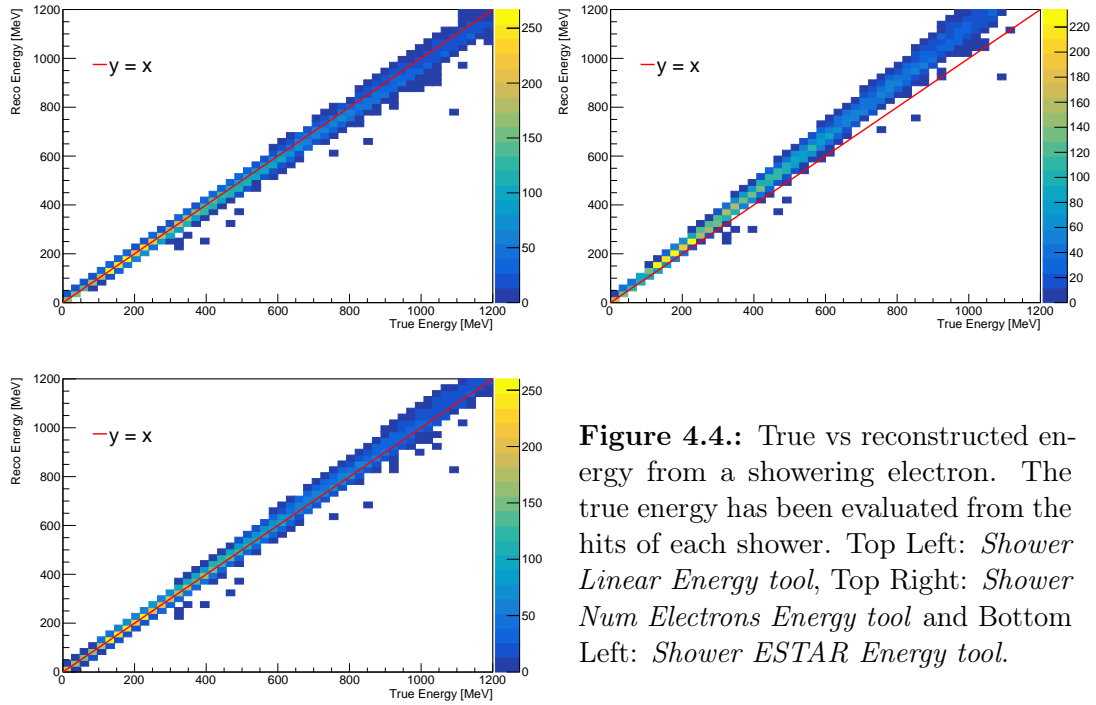 1200
1000
800
600
400
200
0
Reco Energy [MeV]
y = x
0 200 400 600 800 1000 1200
True Energy [MeV]
250
200
150
100
50
0
1200
1000
800
600
400
200
0
Reco Energy [MeV]
y = x
0 200 400 600 800 1000 1200
True Energy [MeV]
220
200
180
160
140
120
100
80
60
40
20
0
1200
1000
800
600
400
200
0
Reco Energy [MeV]
y = x
0 200 400 600 800 1000 1200
True Energy [MeV]
250
200
150
100
50
0
Figure 4.4.: True vs reconstructed en-
ergy from a showering electron. The
true energy has been evaluated from the
hits of each shower. Top Left: Shower
Linear Energy tool, Top Right: Shower
Num Electrons Energy tool and Bottom
Left: Shower ESTAR Energy tool.